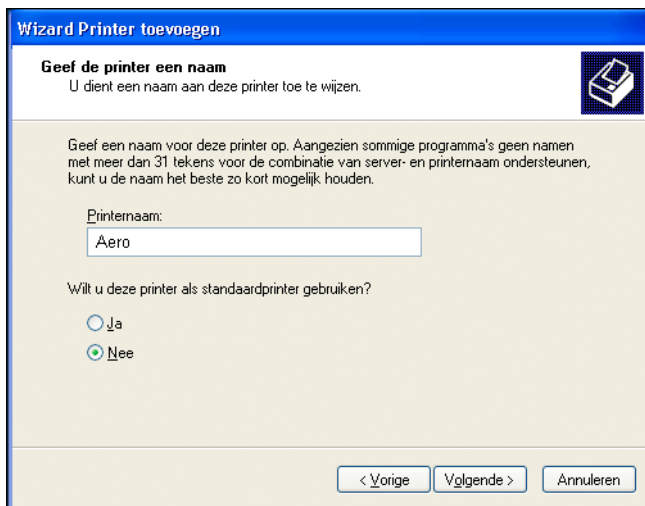 Wizard Printer toevoegen
Geef de printer een naam
U dient een naam aan deze printer toe te wijzen.
Geef een naam voor deze printer op. Aangezien sommige programma's geen namen
met meer dan 31 tekens voor de combinatie van server- en printernaam ondersteunen,
kunt u de naam het beste zo kort mogelijk houden.
Printernaam:
Aero
Wilt u deze printer als standaardprinter gebruiken?
Ja
Nee
< Vorige Volgende > Annuleren